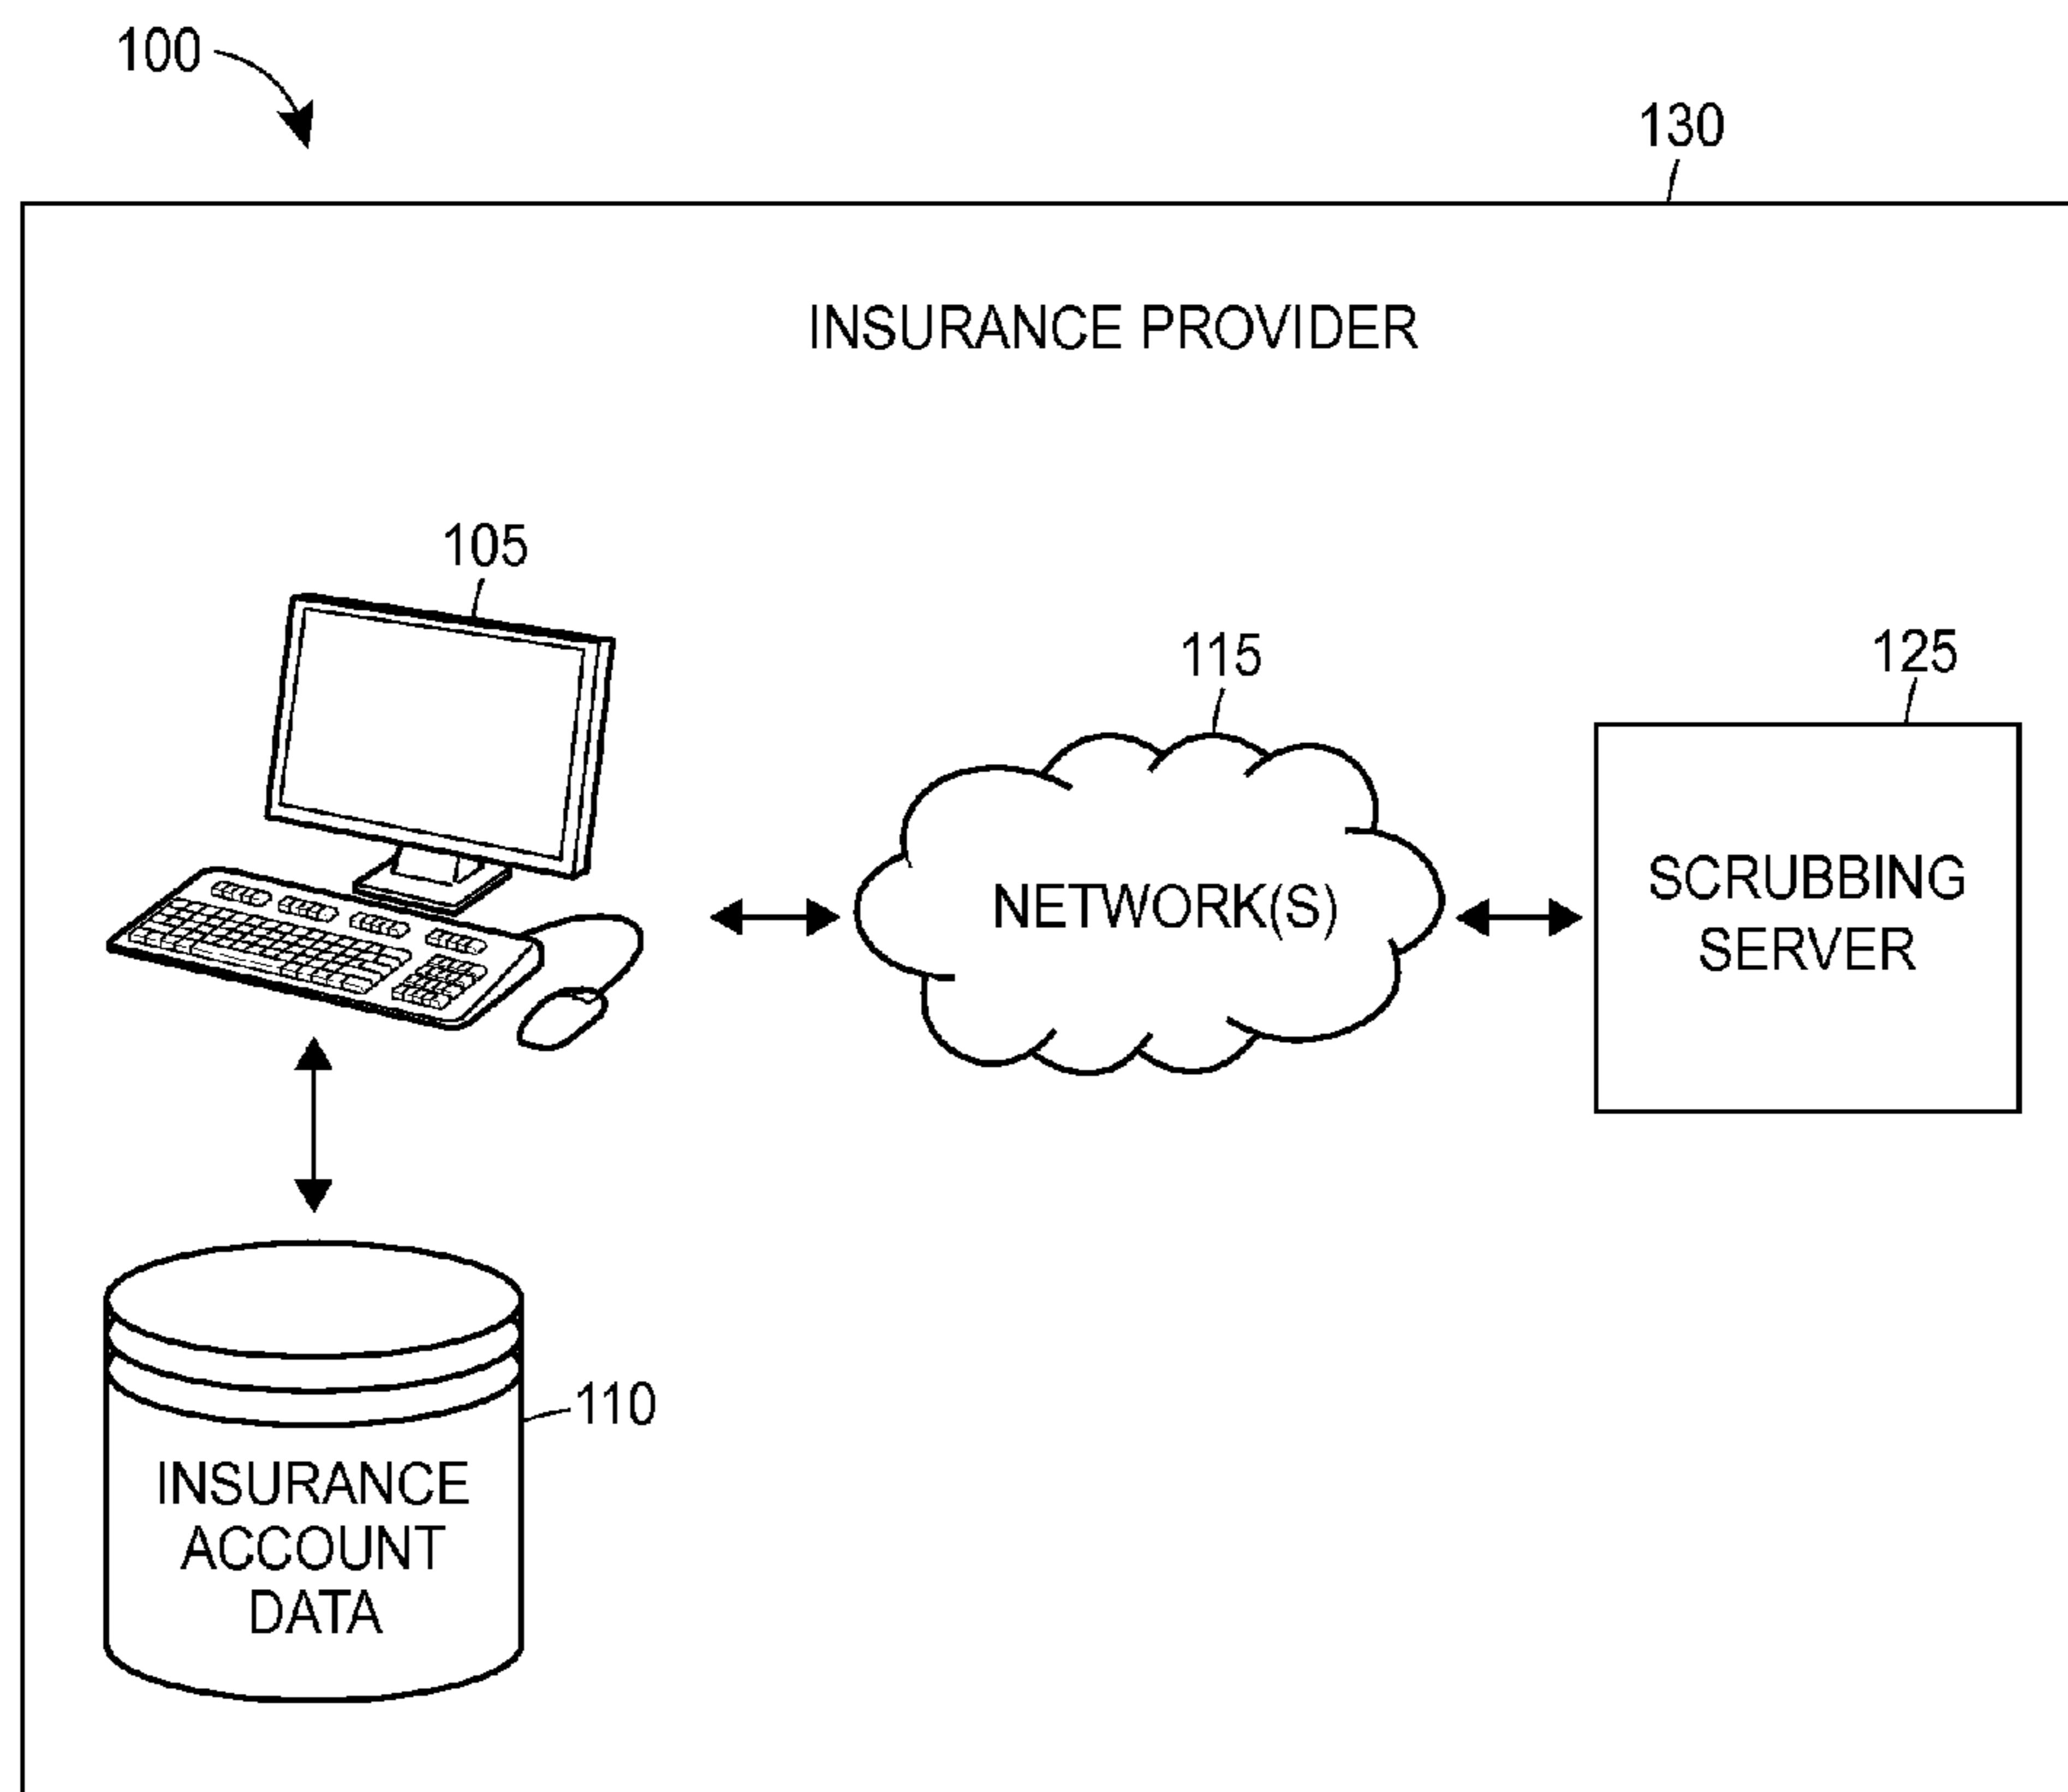 100
130
INSURANCE PROVIDER
105
115
125
NETWORK(S)
SCRUBBING
SERVER
110
INSURANCE
ACCOUNT
DATA